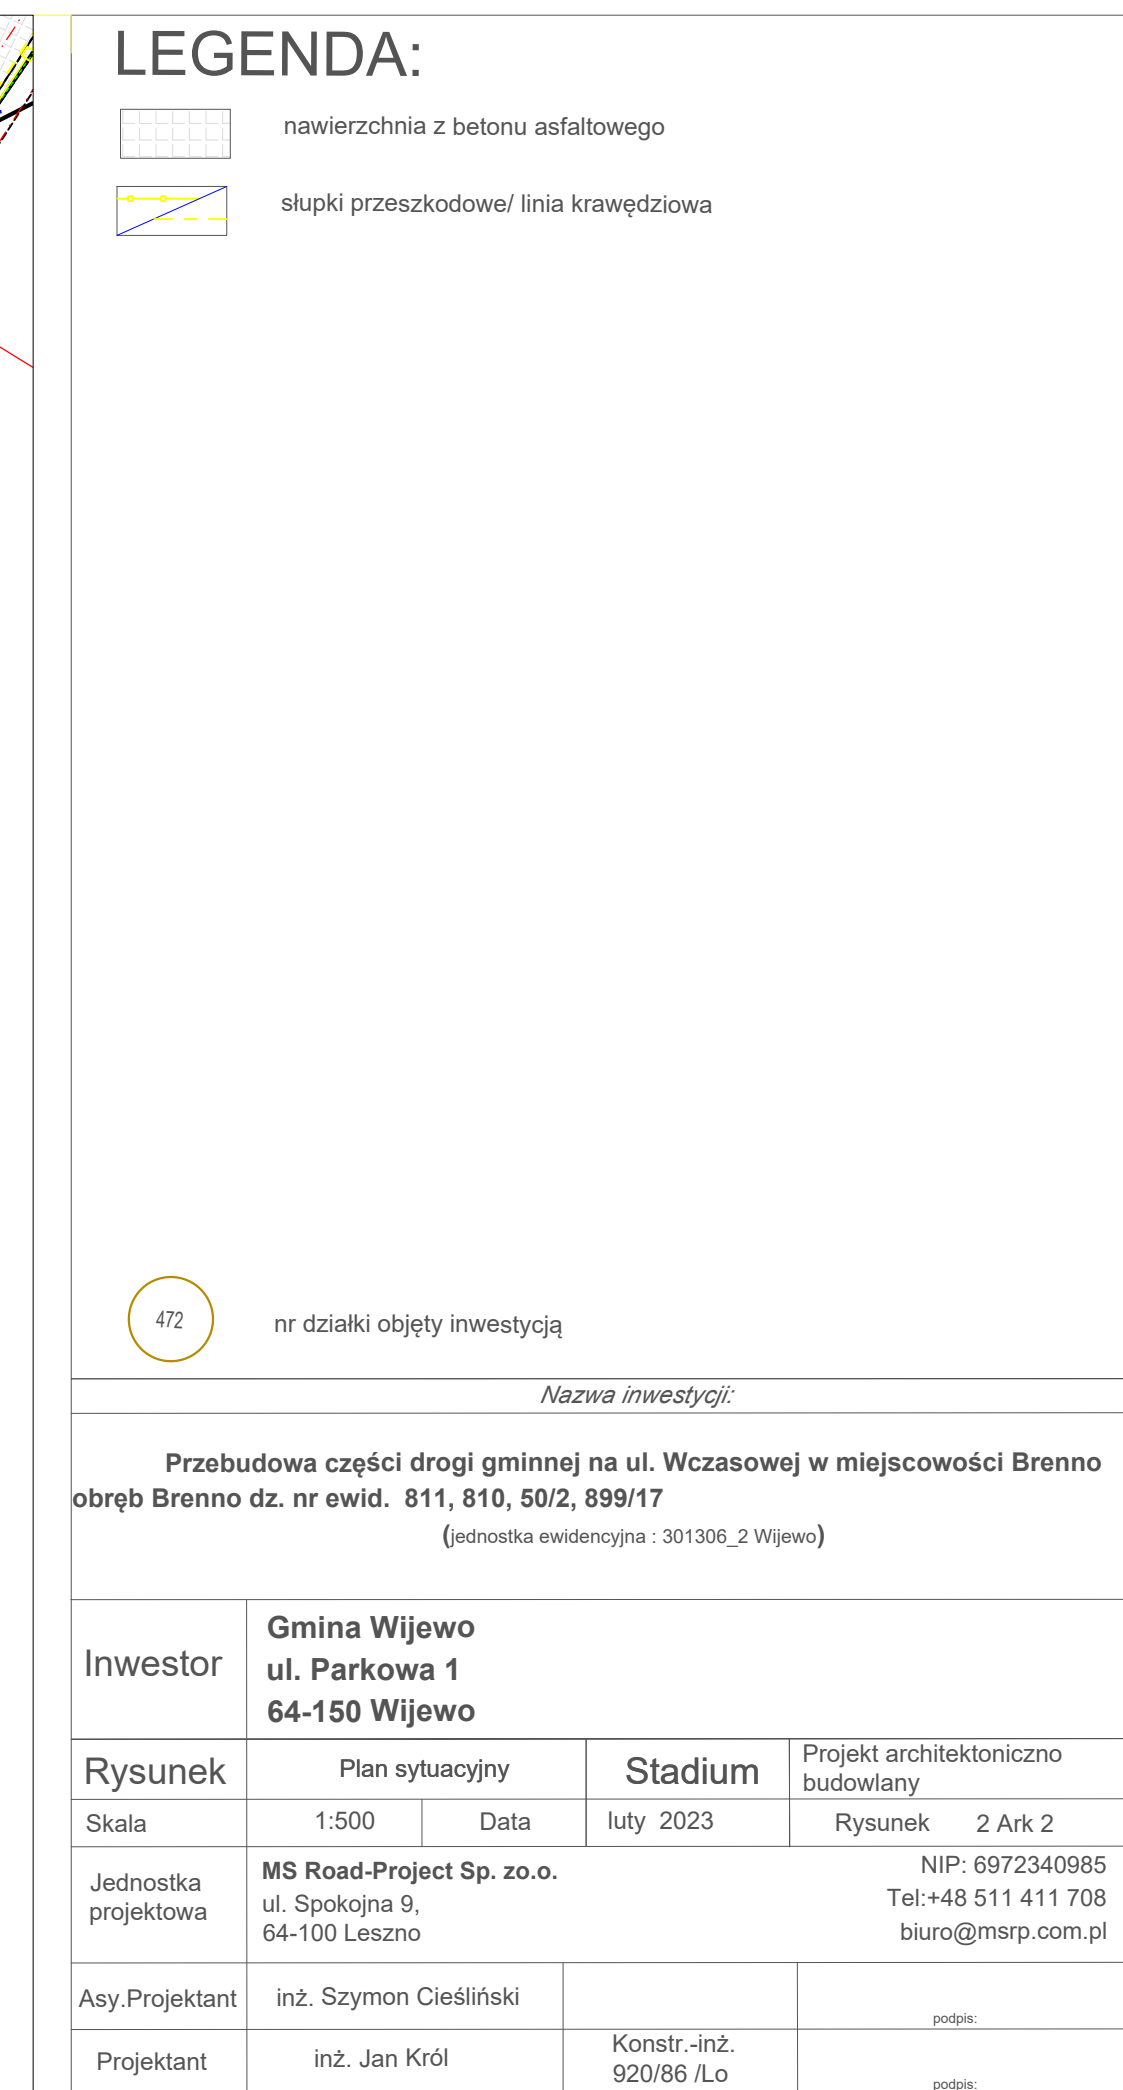 LEGENDA:
nawierzchnia z betonu asfaltowego
słupki przeszkodowe/ linia krawędziowa
472
nr działki objęty inwestycją
Nazwa inwestycji:
Przebudowa części drogi gminnej na ul. Wczasowej w miejscowości Brenno
obręb Brenno dz. nr ewid. 811, 810, 50/2, 899/17
(jednostka ewidencyjna : 301306_2 Wijewo)
Inwestor
Gmina Wijewo
ul. Parkowa 1
64-150 Wijewo
Rysunek
Plan sytuacyjny
Stadium
Projekt architektoniczno
budowlany
Skala
1:500
Data
luty 2023
Rysunek 2 Ark 2
Jednostka
projektowa
MS Road-Project Sp. zo.o.
ul. Spokojna 9,
64-100 Leszno
NIP: 6972340985
Tel:+48 511 411 708
biuro@msrp.com.pl
Asy.Projektant
inż. Szymon Cieśliński
podpis:
Projektant
inż. Jan Król
Konstr.-inż.
920/86 /Lo
podpis: